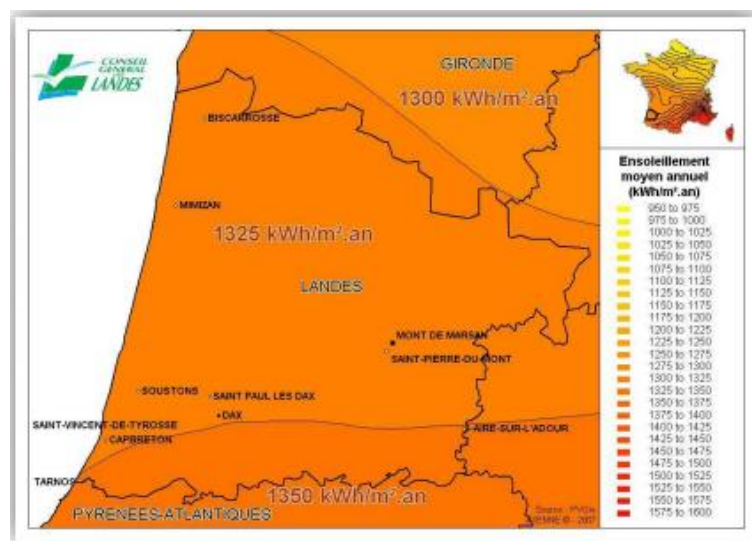 CONSEIL
GENERAL
LANDES
GIRONDE
1300 kWh/m².an
BISCARROSSE
MIMIZAN
1325 kWh/m².an
LANDES
MONT DE MARSAN
SAINT-PIERRE-DU-MONT
SOUSTONS
SAINT PAUL LES DAX
DAX
SAINT-VINCENT-DE-TYROSSE
CAPBRETON
AIRE-SUR-L'ADOUR
TARNOS
1350 kWh/m².an
PYRENEES-ATLANTIQUES
Source : PVGis
© - 2007
Ensoleillement
moyen annuel
(kWh/m².an)
950 to 975
975 to 1000
1000 to 1025
1025 to 1050
1050 to 1075
1075 to 1100
1100 to 1125
1125 to 1150
1150 to 1175
1175 to 1200
1200 to 1225
1225 to 1250
1250 to 1275
1275 to 1300
1300 to 1325
1325 to 1350
1350 to 1375
1375 to 1400
1400 to 1425
1425 to 1450
1450 to 1475
1475 to 1500
1500 to 1525
1525 to 1550
1550 to 1575
1575 to 1600